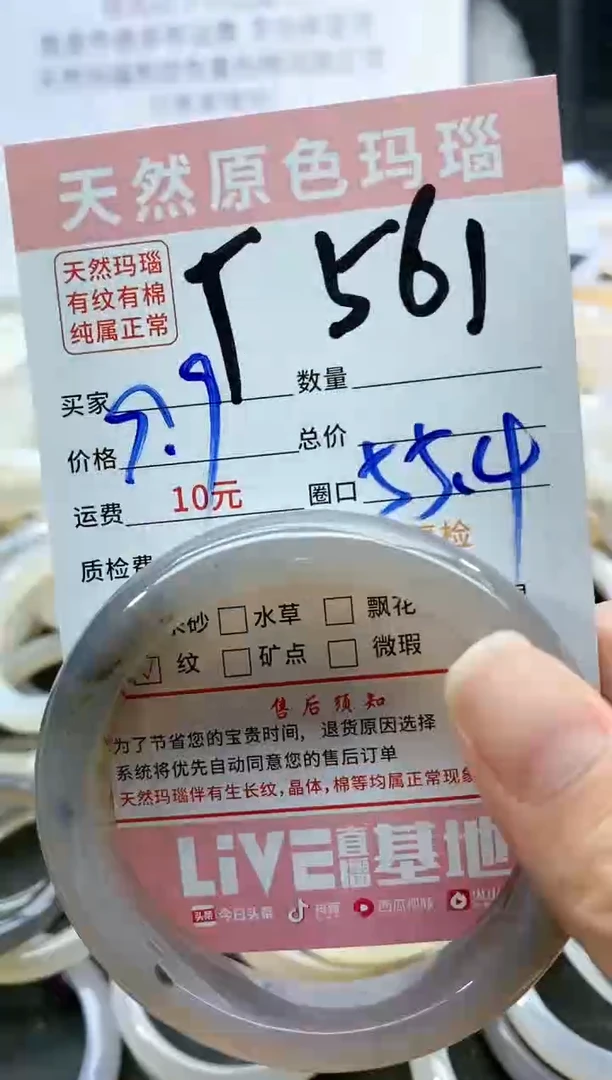 天然原色玛瑙
天然玛瑙
有纹有棉
纯属正常
T 561
买家 数量
价格 9.9 总价
运费 10元 圈口 55.4
质检费 检
砂 水草 飘花
纹 矿点 微瑕
售后须知
为了节省您的宝贵时间，退货原因选择
系统将优先自动同意您的售后订单
天然玛瑙伴有生长纹，晶体，棉等均属正常现象
LiVE直播基地
头条 今日头条 抖音 西瓜视频